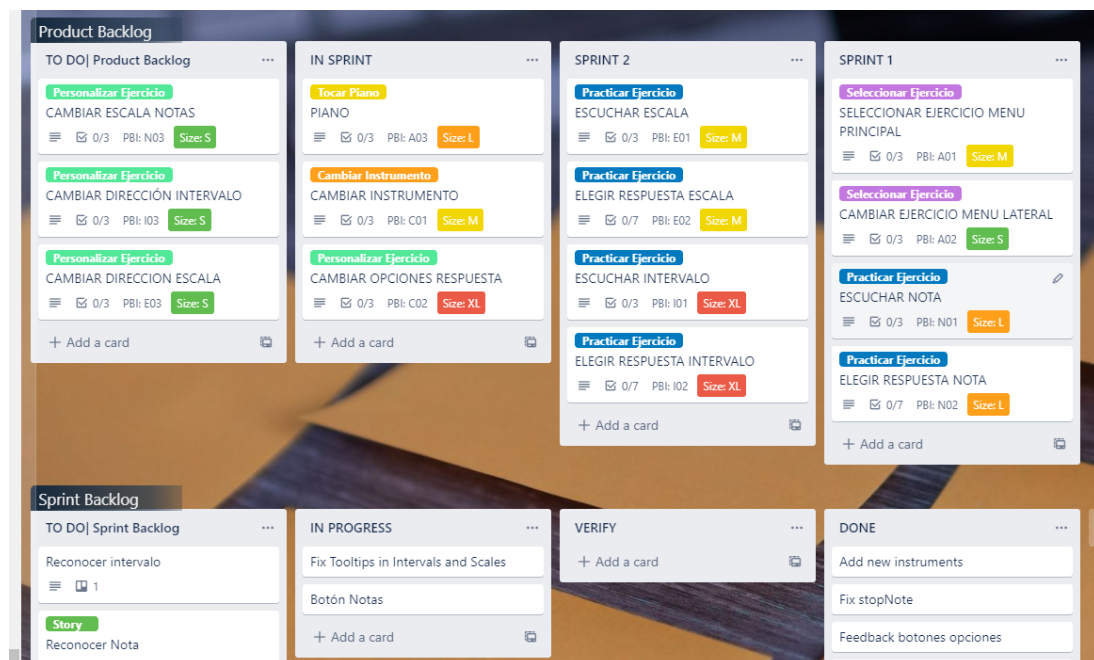 Product Backlog
TO DO| Product Backlog
Personalizar Ejercicio
CAMBIAR ESCALA NOTAS
0/3 PBI: N03 Size: S
Personalizar Ejercicio
CAMBIAR DIRECCIÓN INTERVALO
0/3 PBI: I03 Size: S
Personalizar Ejercicio
CAMBIAR DIRECCION ESCALA
0/3 PBI: E03 Size: S
+ Add a card
IN SPRINT
Tocar Piano
PIANO
0/3 PBI: A03 Size: L
Cambiar Instrumento
CAMBIAR INSTRUMENTO
0/3 PBI: C01 Size: M
Personalizar Ejercicio
CAMBIAR OPCIONES RESPUESTA
0/3 PBI: C02 Size: XL
+ Add a card
SPRINT 2
Practicar Ejercicio
ESCUCHAR ESCALA
0/3 PBI: E01 Size: M
Practicar Ejercicio
ELEGIR RESPUESTA ESCALA
0/7 PBI: E02 Size: M
Practicar Ejercicio
ESCUCHAR INTERVALO
0/3 PBI: I01 Size: XL
Practicar Ejercicio
ELEGIR RESPUESTA INTERVALO
0/7 PBI: I02 Size: XL
+ Add a card
SPRINT 1
Seleccionar Ejercicio
SELECCIONAR EJERCICIO MENU
PRINCIPAL
0/3 PBI: A01 Size: M
Seleccionar Ejercicio
CAMBIAR EJERCICIO MENU LATERAL
0/3 PBI: A02 Size: S
Practicar Ejercicio
ESCUCHAR NOTA
0/3 PBI: N01 Size: L
Practicar Ejercicio
ELEGIR RESPUESTA NOTA
0/7 PBI: N02 Size: L
+ Add a card
Sprint Backlog
TO DO| Sprint Backlog
Reconocer intervalo
1
Story
Reconocer Nota
IN PROGRESS
Fix Tooltips in Intervals and Scales
Botón Notas
+ Add a card
VERIFY
+ Add a card
DONE
Add new instruments
Fix stopNote
Feedback botones opciones